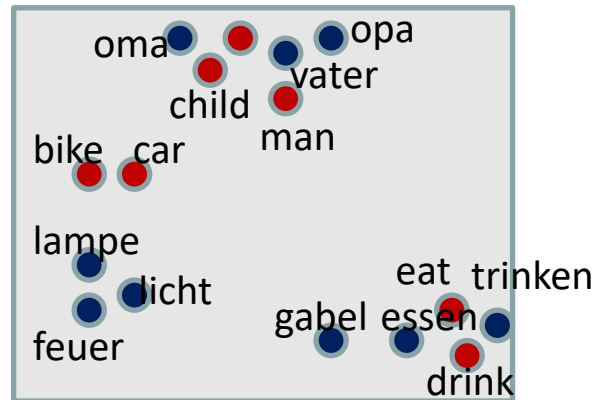 oma
opa
vater
child
man
bike car
lampe
licht
feuer
eat trinken
gabel essen
drink